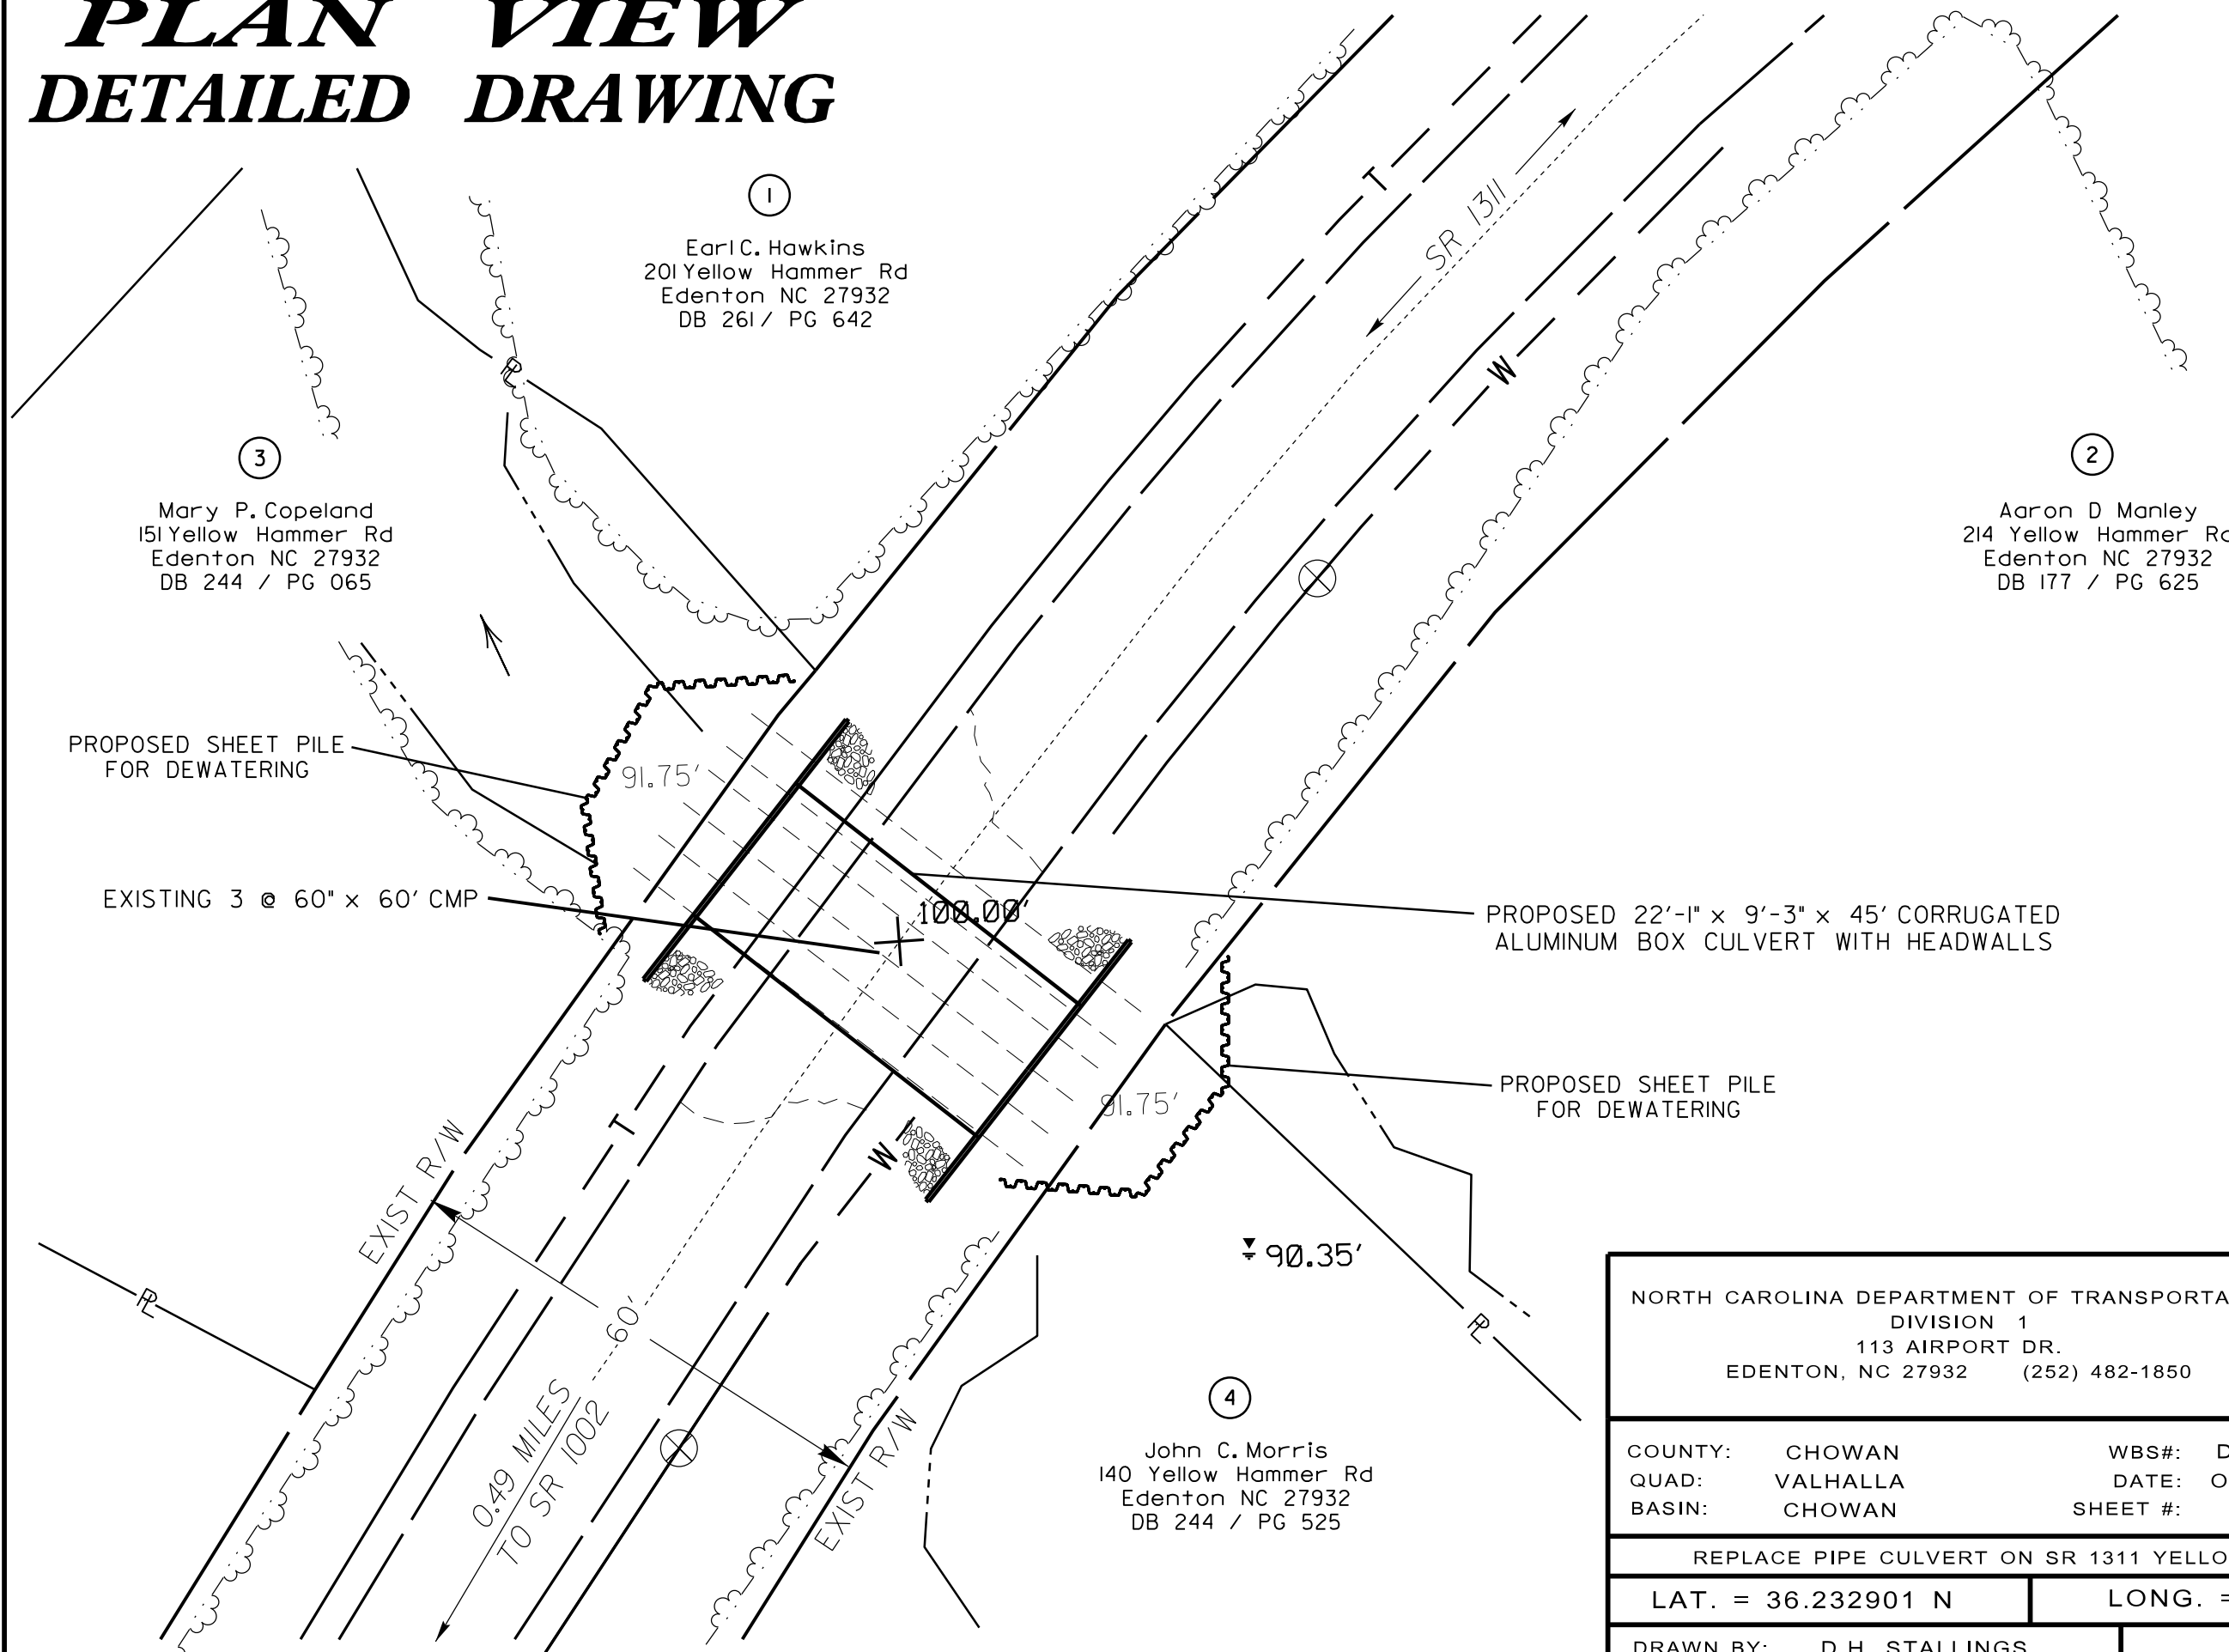 PLAN VIEW
DETAILED DRAWING
1
Earl C. Hawkins
201 Yellow Hammer Rd
Edenton NC 27932
DB 261 / PG 642
T
SR 1311
W
PL
3
Mary P. Copeland
151 Yellow Hammer Rd
Edenton NC 27932
DB 244 / PG 065
2
Aaron D Manley
214 Yellow Hammer Rd
Edenton NC 27932
DB 177 / PG 625
PROPOSED SHEET PILE
FOR DEWATERING
91.75'
EXISTING 3 @ 60" x 60' CMP
100.00'
PROPOSED 22'-1" x 9'-3" x 45' CORRUGATED
ALUMINUM BOX CULVERT WITH HEADWALLS
PROPOSED SHEET PILE
FOR DEWATERING
91.75'
T
W
EXIST R/W
90.35'
PL
PL
60'
0.49 MILES
TO SR 1002
EXIST R/W
4
John C. Morris
140 Yellow Hammer Rd
Edenton NC 27932
DB 244 / PG 525
NORTH CAROLINA DEPARTMENT OF TRANSPORTA
DIVISION 1
113 AIRPORT DR.
EDENTON, NC 27932 (252) 482-1850
COUNTY: CHOWAN WBS#: D
QUAD: VALHALLA DATE: O
BASIN: CHOWAN SHEET #:
REPLACE PIPE CULVERT ON SR 1311 YELLO
LAT. = 36.232901 N LONG. =
DRAWN BY: D.H. STALLINGS